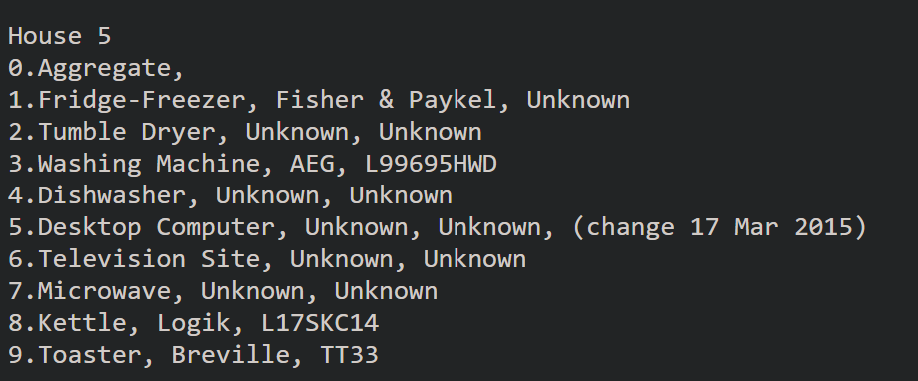 House 5
0.Aggregate,
1.Fridge-Freezer, Fisher & Paykel, Unknown
2.Tumble Dryer, Unknown, Unknown
3.Washing Machine, AEG, L99695HWD
4.Dishwasher, Unknown, Unknown
5.Desktop Computer, Unknown, Unknown, (change 17 Mar 2015)
6.Television Site, Unknown, Unknown
7.Microwave, Unknown, Unknown
8.Kettle, Logik, L17SKC14
9.Toaster, Breville, TT33